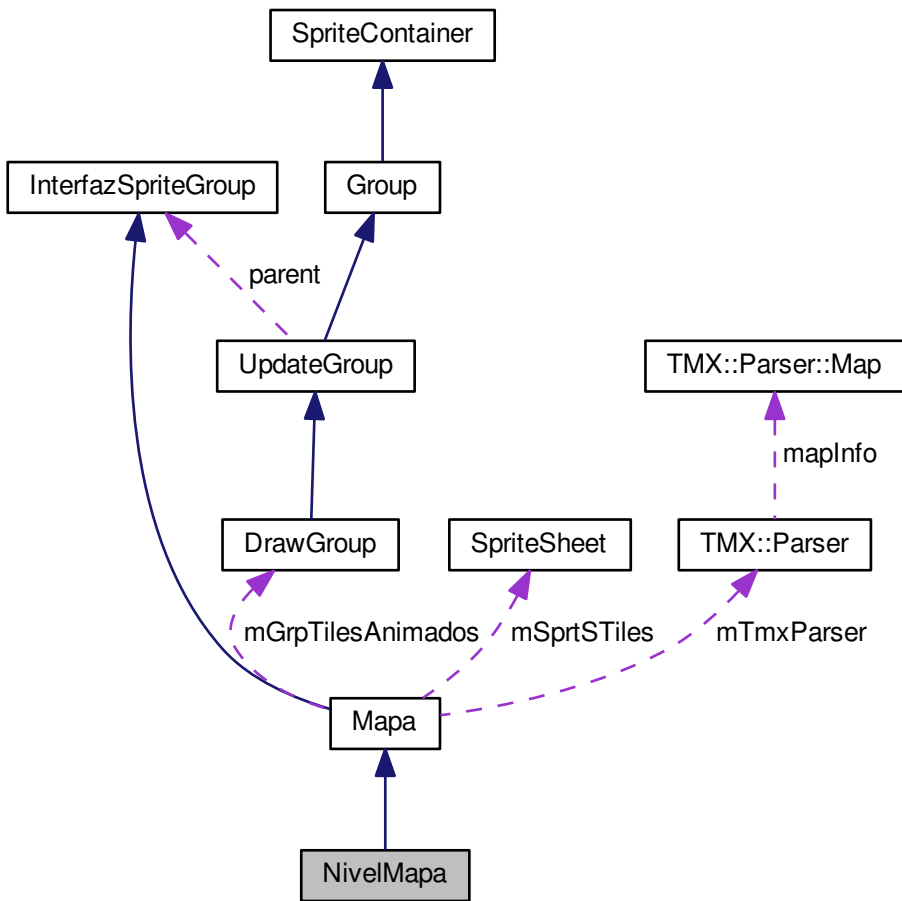 SpriteContainer
InterfazSpriteGroup
Group
parent
UpdateGroup
TMX::Parser::Map
mapInfo
DrawGroup
SpriteSheet
TMX::Parser
mGrpTilesAnimados
mSprtSTiles
mTmxParser
Mapa
NivelMapa